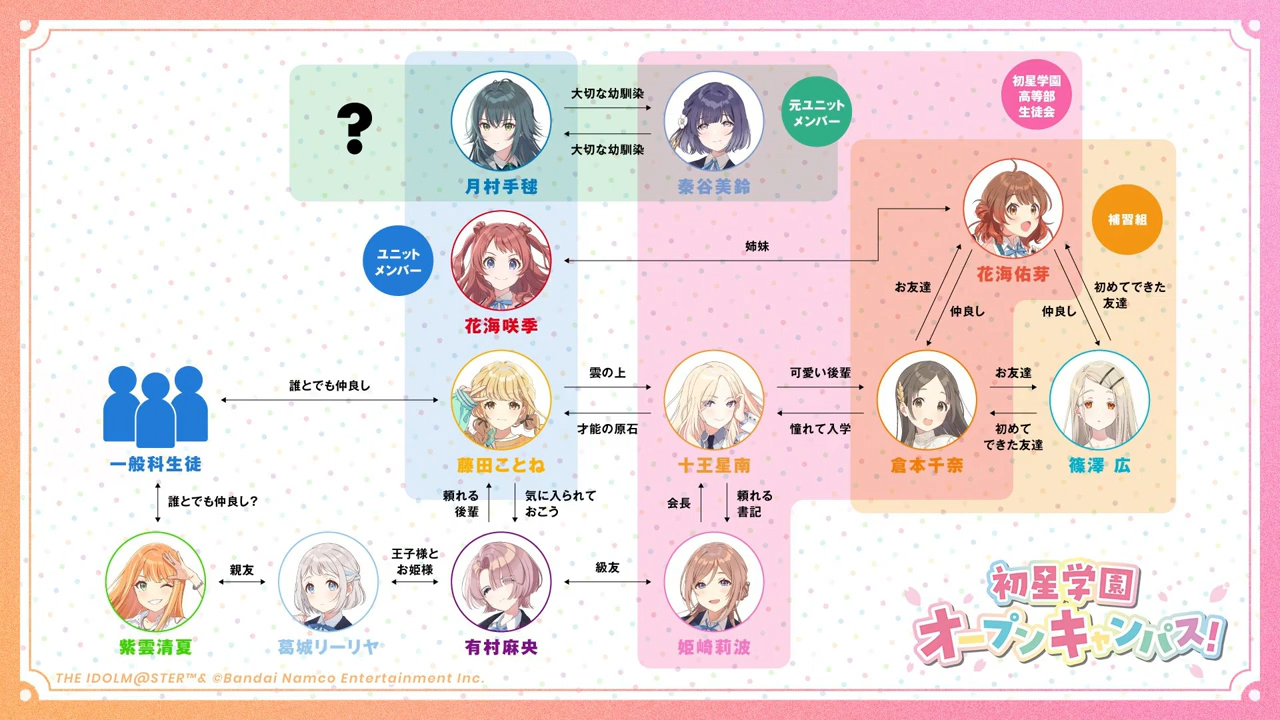 ?
大切な幼馴染
大切な幼馴染
月村手毬
秦谷美鈴
元ユニット
メンバー
初星学園
高等部
生徒会
ユニット
メンバー
花海咲季
姉妹
花海佑芽
補習組
お友達
仲良し
仲良し
初めてできた
友達
一般科生徒
誰とでも仲良し
藤田ことね
雲の上
才能の原石
十王星南
可愛い後輩
憧れて入学
倉本千奈
お友達
初めて
できた友達
篠澤 広
誰とでも仲良し?
頼れる
後輩
気に入られて
おこう
会長
頼れる
書記
紫雲清夏
親友
葛城リーリヤ
王子様と
お姫様
有村麻央
級友
姫崎莉波
初星学園
オープンキャンパス!
THE IDOLM@STER™& ©Bandai Namco Entertainment Inc.